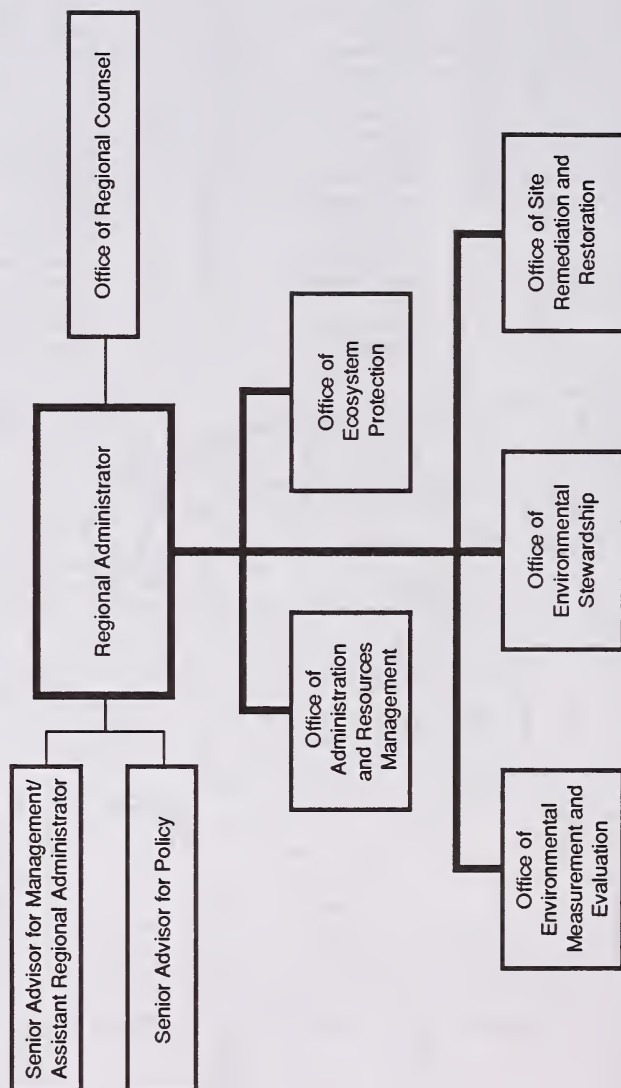 Senior Advisor for Management/
Assistant Regional Administrator
Senior Advisor for Policy
Regional Administrator
Office of Regional Counsel
Office of
Administration
and Resources
Management
Office of
Ecosystem
Protection
Office of
Environmental
Measurement and
Evaluation
Office of
Environmental
Stewardship
Office of Site
Remediation and
Restoration